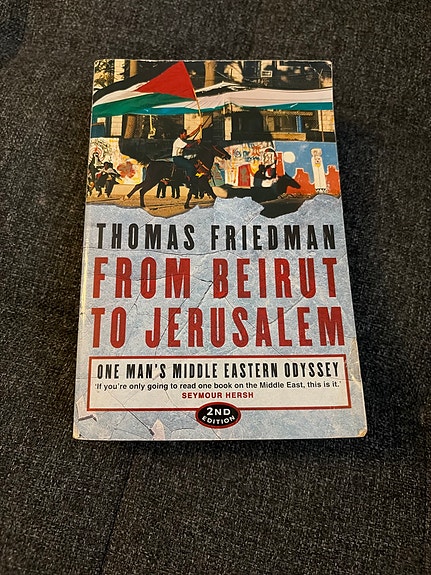 THOMAS FRIEDMAN
FROM BEIRUT
TO JERUSALEM
ONE MAN'S MIDDLE EASTERN ODYSSEY
'If you're only going to read one book on the Middle East, this is it.'
SEYMOUR HERSH
2ND
EDITION